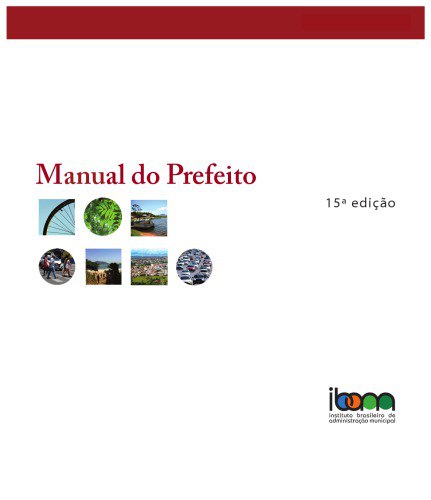 Manual do Prefeito
15ª edição
ibam
instituto brasileiro de
administração municipal